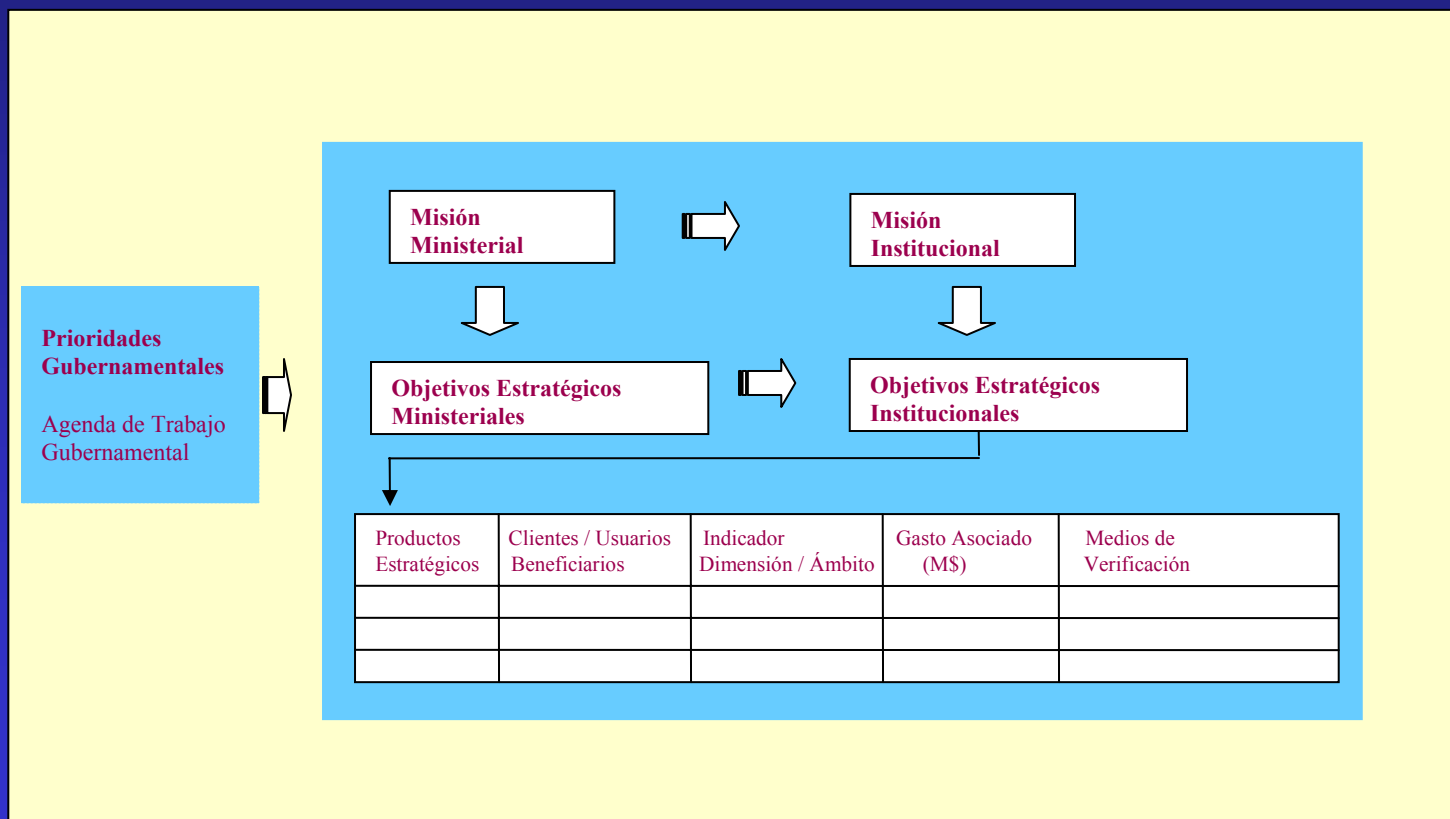 Prioridades
Gubernamentales
Agenda de Trabajo
Gubernamental
Misión
Ministerial
Misión
Institucional
Objetivos Estratégicos
Ministeriales
Objetivos Estratégicos
Institucionales
Productos
Estratégicos
Clientes / Usuarios
Beneficiarios
Indicador
Dimensión / Ámbito
Gasto Asociado
(M$)
Medios de
Verificación